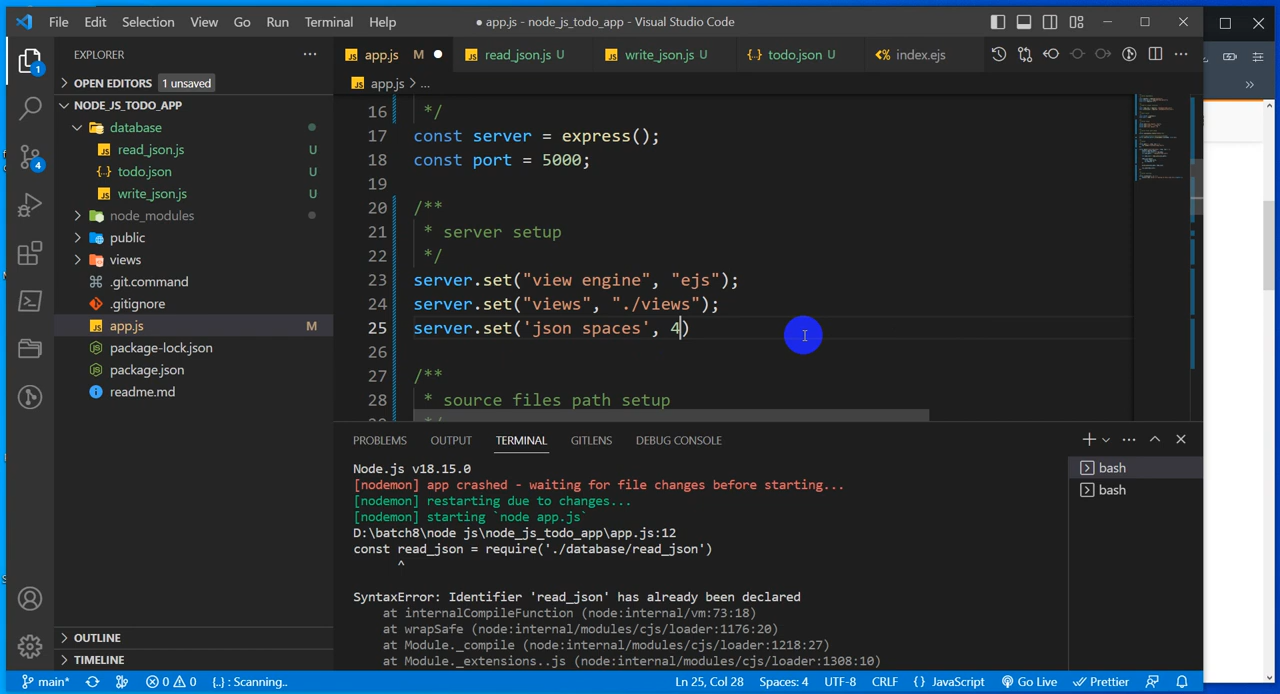 File Edit Selection View Go Run Terminal Help
● app.js - node_js_todo_app - Visual Studio Code
EXPLORER
OPEN EDITORS 1 unsaved
NODE_JS_TODO_APP
database
read_json.js U
todo.json U
write_json.js U
node_modules
public
views
.git.command
.gitignore
app.js M
package-lock.json
package.json
readme.md
OUTLINE
TIMELINE
1
4
app.js M
read_json.js U
write_json.js U
{} todo.json U
<%> index.ejs
app.js > ...
16 */
17 const server = express();
18 const port = 5000;
19
20 /**
21 * server setup
22 */
23 server.set("view engine", "ejs");
24 server.set("views", "./views");
25 server.set('json spaces', 4)
26
27 /**
28 * source files path setup
PROBLEMS OUTPUT TERMINAL GITLENS DEBUG CONSOLE
Node.js v18.15.0
[nodemon] app crashed - waiting for file changes before starting...
[nodemon] restarting due to changes...
[nodemon] starting `node app.js`
D:\batch8\node js\node_js_todo_app\app.js:12
const read_json = require('./database/read_json')
^
SyntaxError: Identifier 'read_json' has already been declared
at internalCompileFunction (node:internal/vm:73:18)
at wrapSafe (node:internal/modules/cjs/loader:1176:20)
at Module._compile (node:internal/modules/cjs/loader:1218:27)
at Module._extensions..js (node:internal/modules/cjs/loader:1308:10)
bash
bash
main* 0 0 {..} : Scanning.. Ln 25, Col 28 Spaces: 4 UTF-8 CRLF {} JavaScript Go Live Prettier